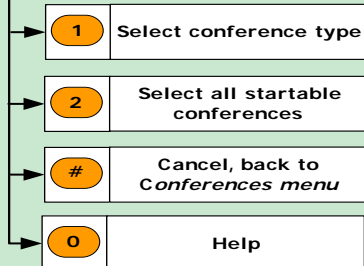 1 Select conference type
2 Select all startable
conferences
# Cancel, back to
Conferences menu
0 Help